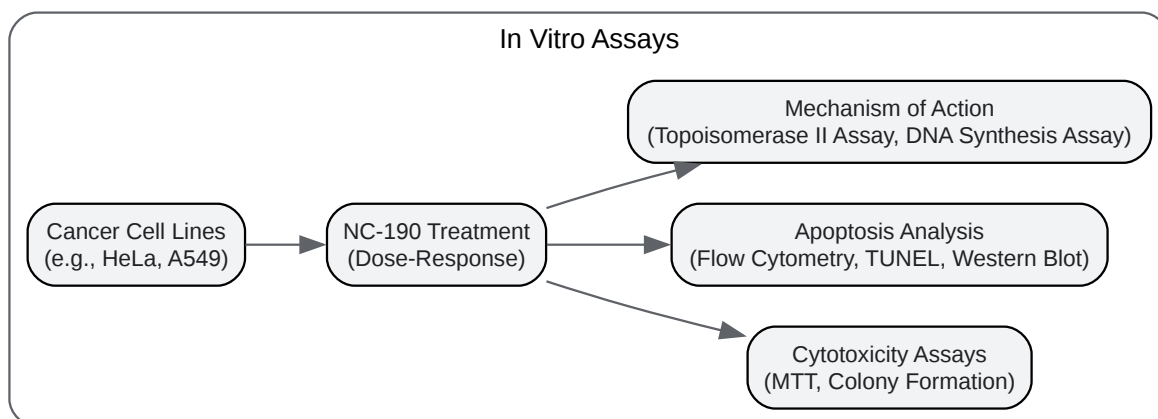 In Vitro Assays
Mechanism of Action
(Topoisomerase II Assay, DNA Synthesis Assay)
Cancer Cell Lines
(e.g., HeLa, A549)
NC-190 Treatment
(Dose-Response)
Apoptosis Analysis
(Flow Cytometry, TUNEL, Western Blot)
Cytotoxicity Assays
(MTT, Colony Formation)